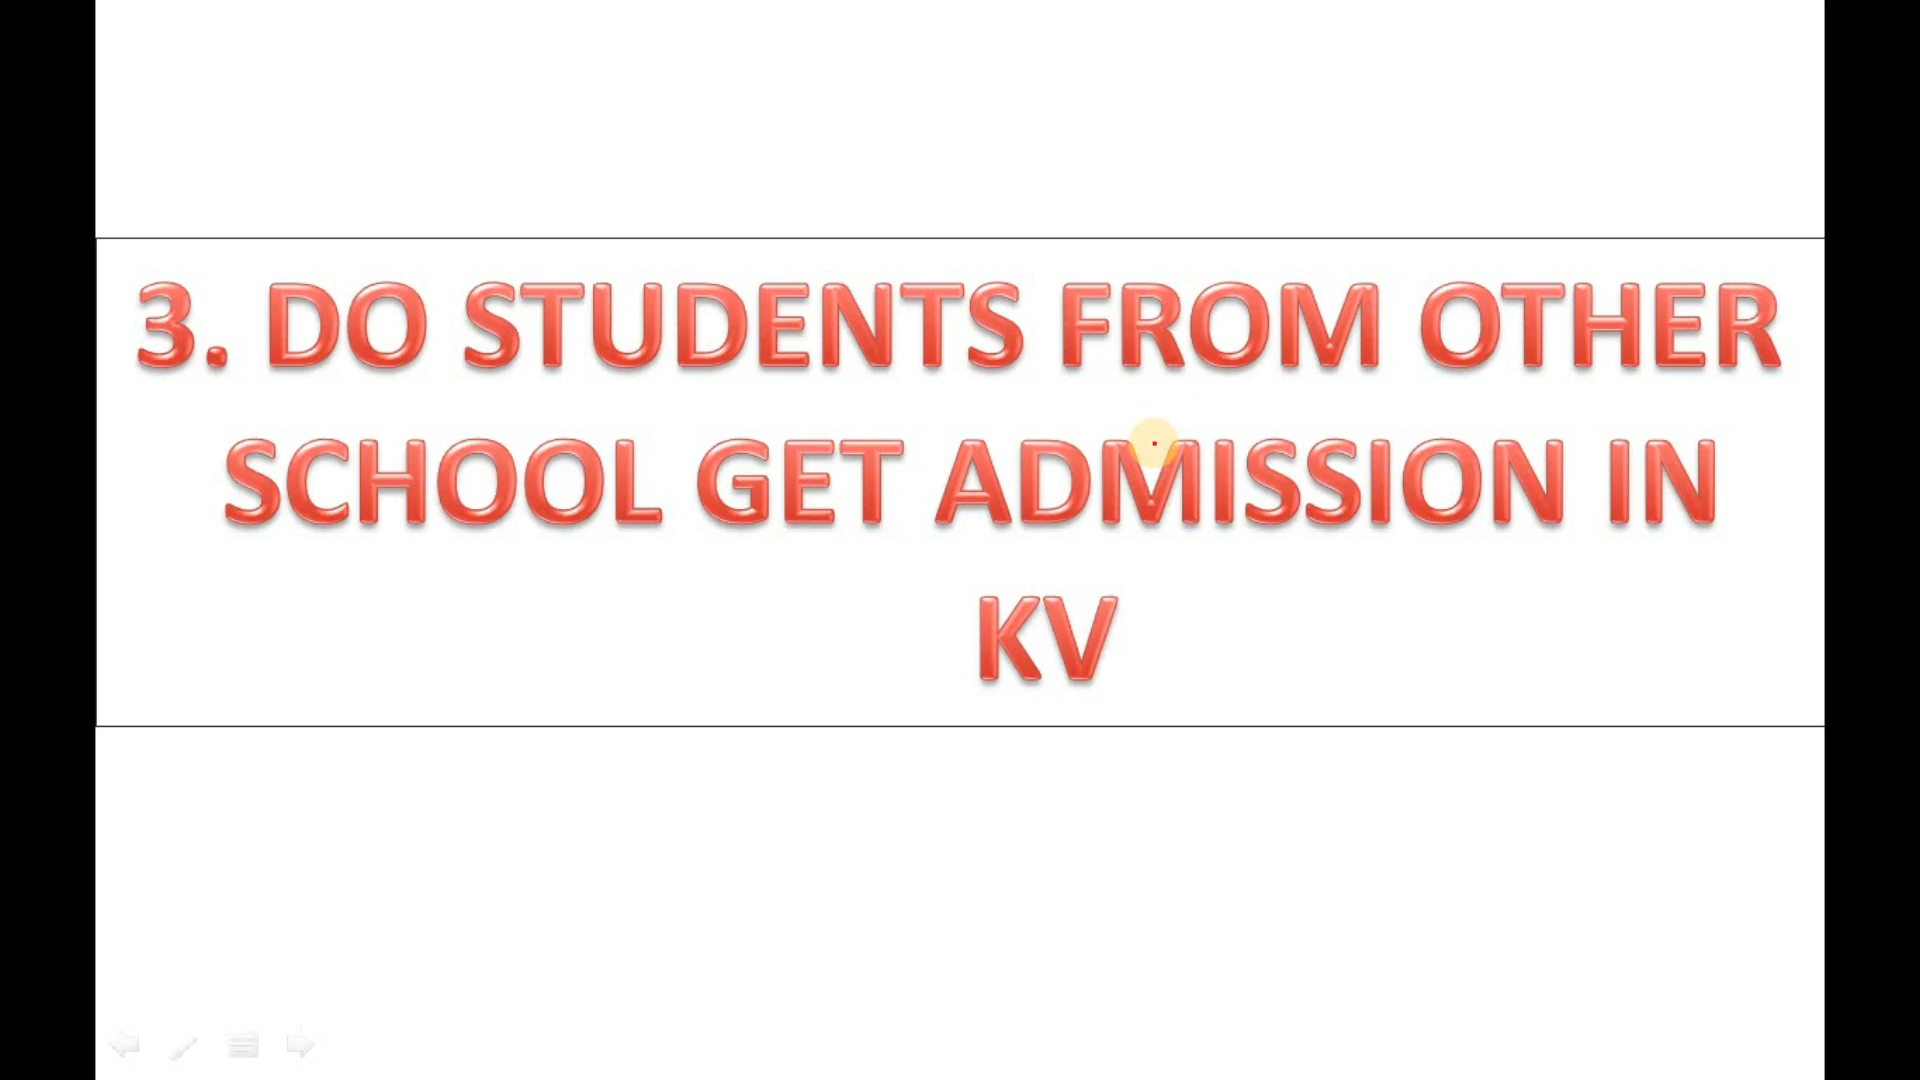 3. DO STUDENTS FROM OTHER
SCHOOL GET ADMISSION IN
KV